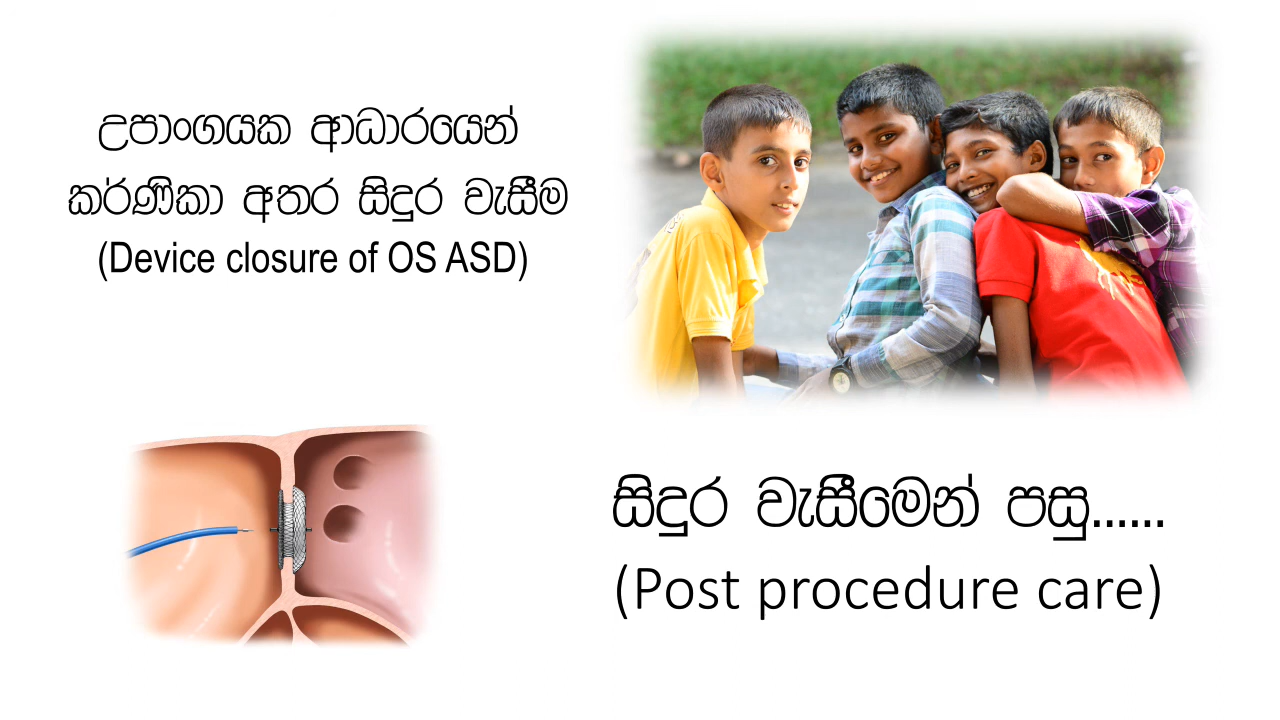 උපාංගයක ආධාරයෙන්
කර්ණිකා අතර සිදුර වැසීම
(Device closure of OS ASD)
සිදුර වැසීමෙන් පසු......
(Post procedure care)